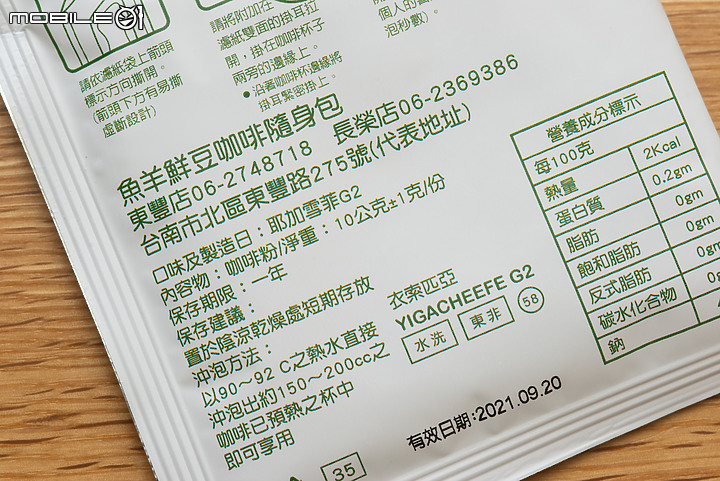 MOBILE01
請依濾紙袋上箭頭
標示方向撕開。
(箭頭下方有易撕
虛斷設計)
請將附加在
濾紙雙面的掛耳拉
開,掛在咖啡杯子
兩旁的邊緣上。
●沿著咖啡杯邊緣將
掛耳緊密掛上。
個人的
泡秒數)。
魚羊鮮豆咖啡隨身包
東豐店06-2748718 長榮店06-2369386
台南市北區東豐路275號(代表地址)
口味及製造日:耶加雪菲G2
內容物:咖啡粉/淨重:10公克±1克/份
保存期限:一年
保存建議:
置於陰涼乾燥處短期存放
沖泡方法:
以90~92 C之熱水直接
沖泡出約150~200cc之
咖啡已預熱之杯中
即可享用
衣索匹亞
YIGACHEEFE G2
水洗 東非 58
營養成分標示
每100克
熱量 2Kcal
蛋白質 0.2gm
脂肪 0gm
飽和脂肪 0gm
反式脂肪 0gm
碳水化合物
鈉
有效日期:2021.09.20
35